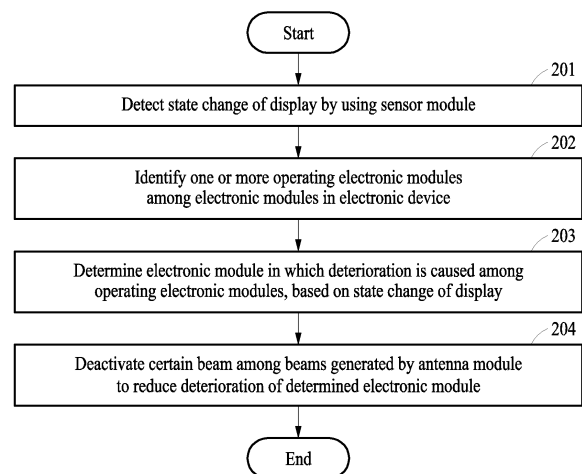 Start
201
Detect state change of display by using sensor module
202
Identify one or more operating electronic modules
among electronic modules in electronic device
203
Determine electronic module in which deterioration is caused among
operating electronic modules, based on state change of display
204
Deactivate certain beam among beams generated by antenna module
to reduce deterioration of determined electronic module
End